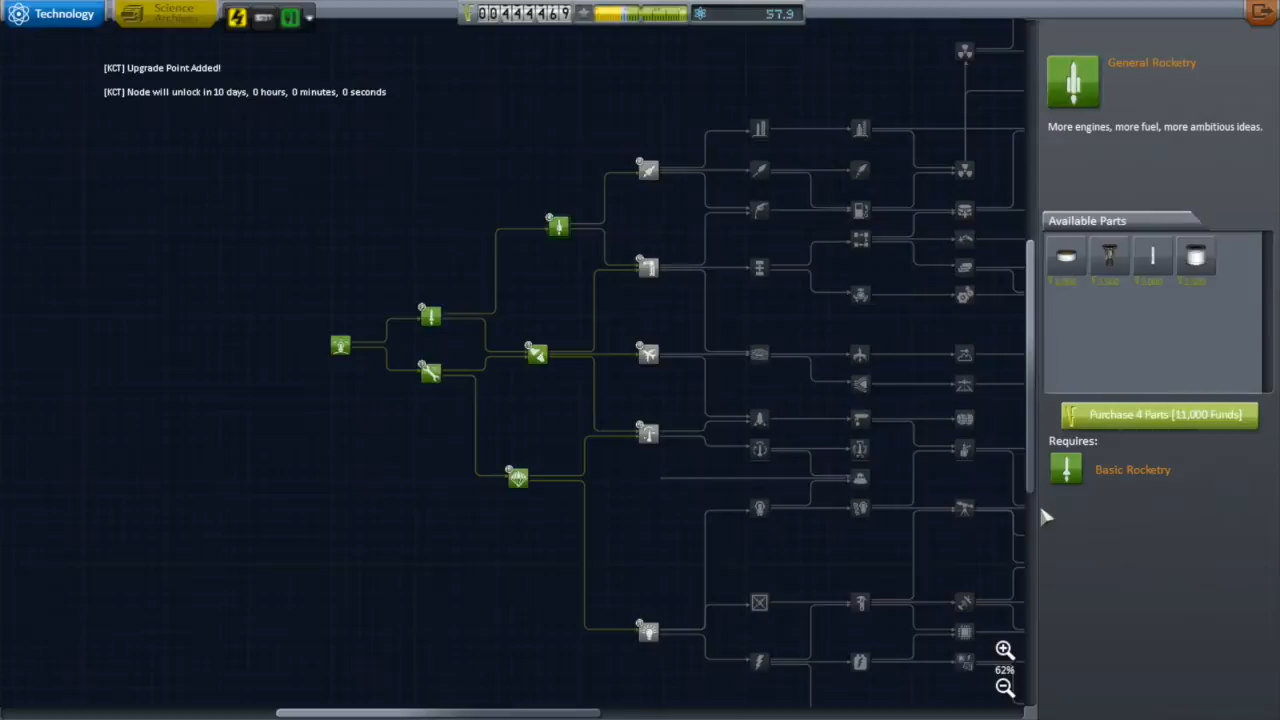 Technology
Science
Archives
57.9
General Rocketry
[KCT] Upgrade Point Added!
[KCT] Node will unlock in 10 days, 0 hours, 0 minutes, 0 seconds
More engines, more fuel, more ambitious ideas.
Available Parts
Purchase 4 Parts [11,000 Funds]
Requires:
Basic Rocketry
62%